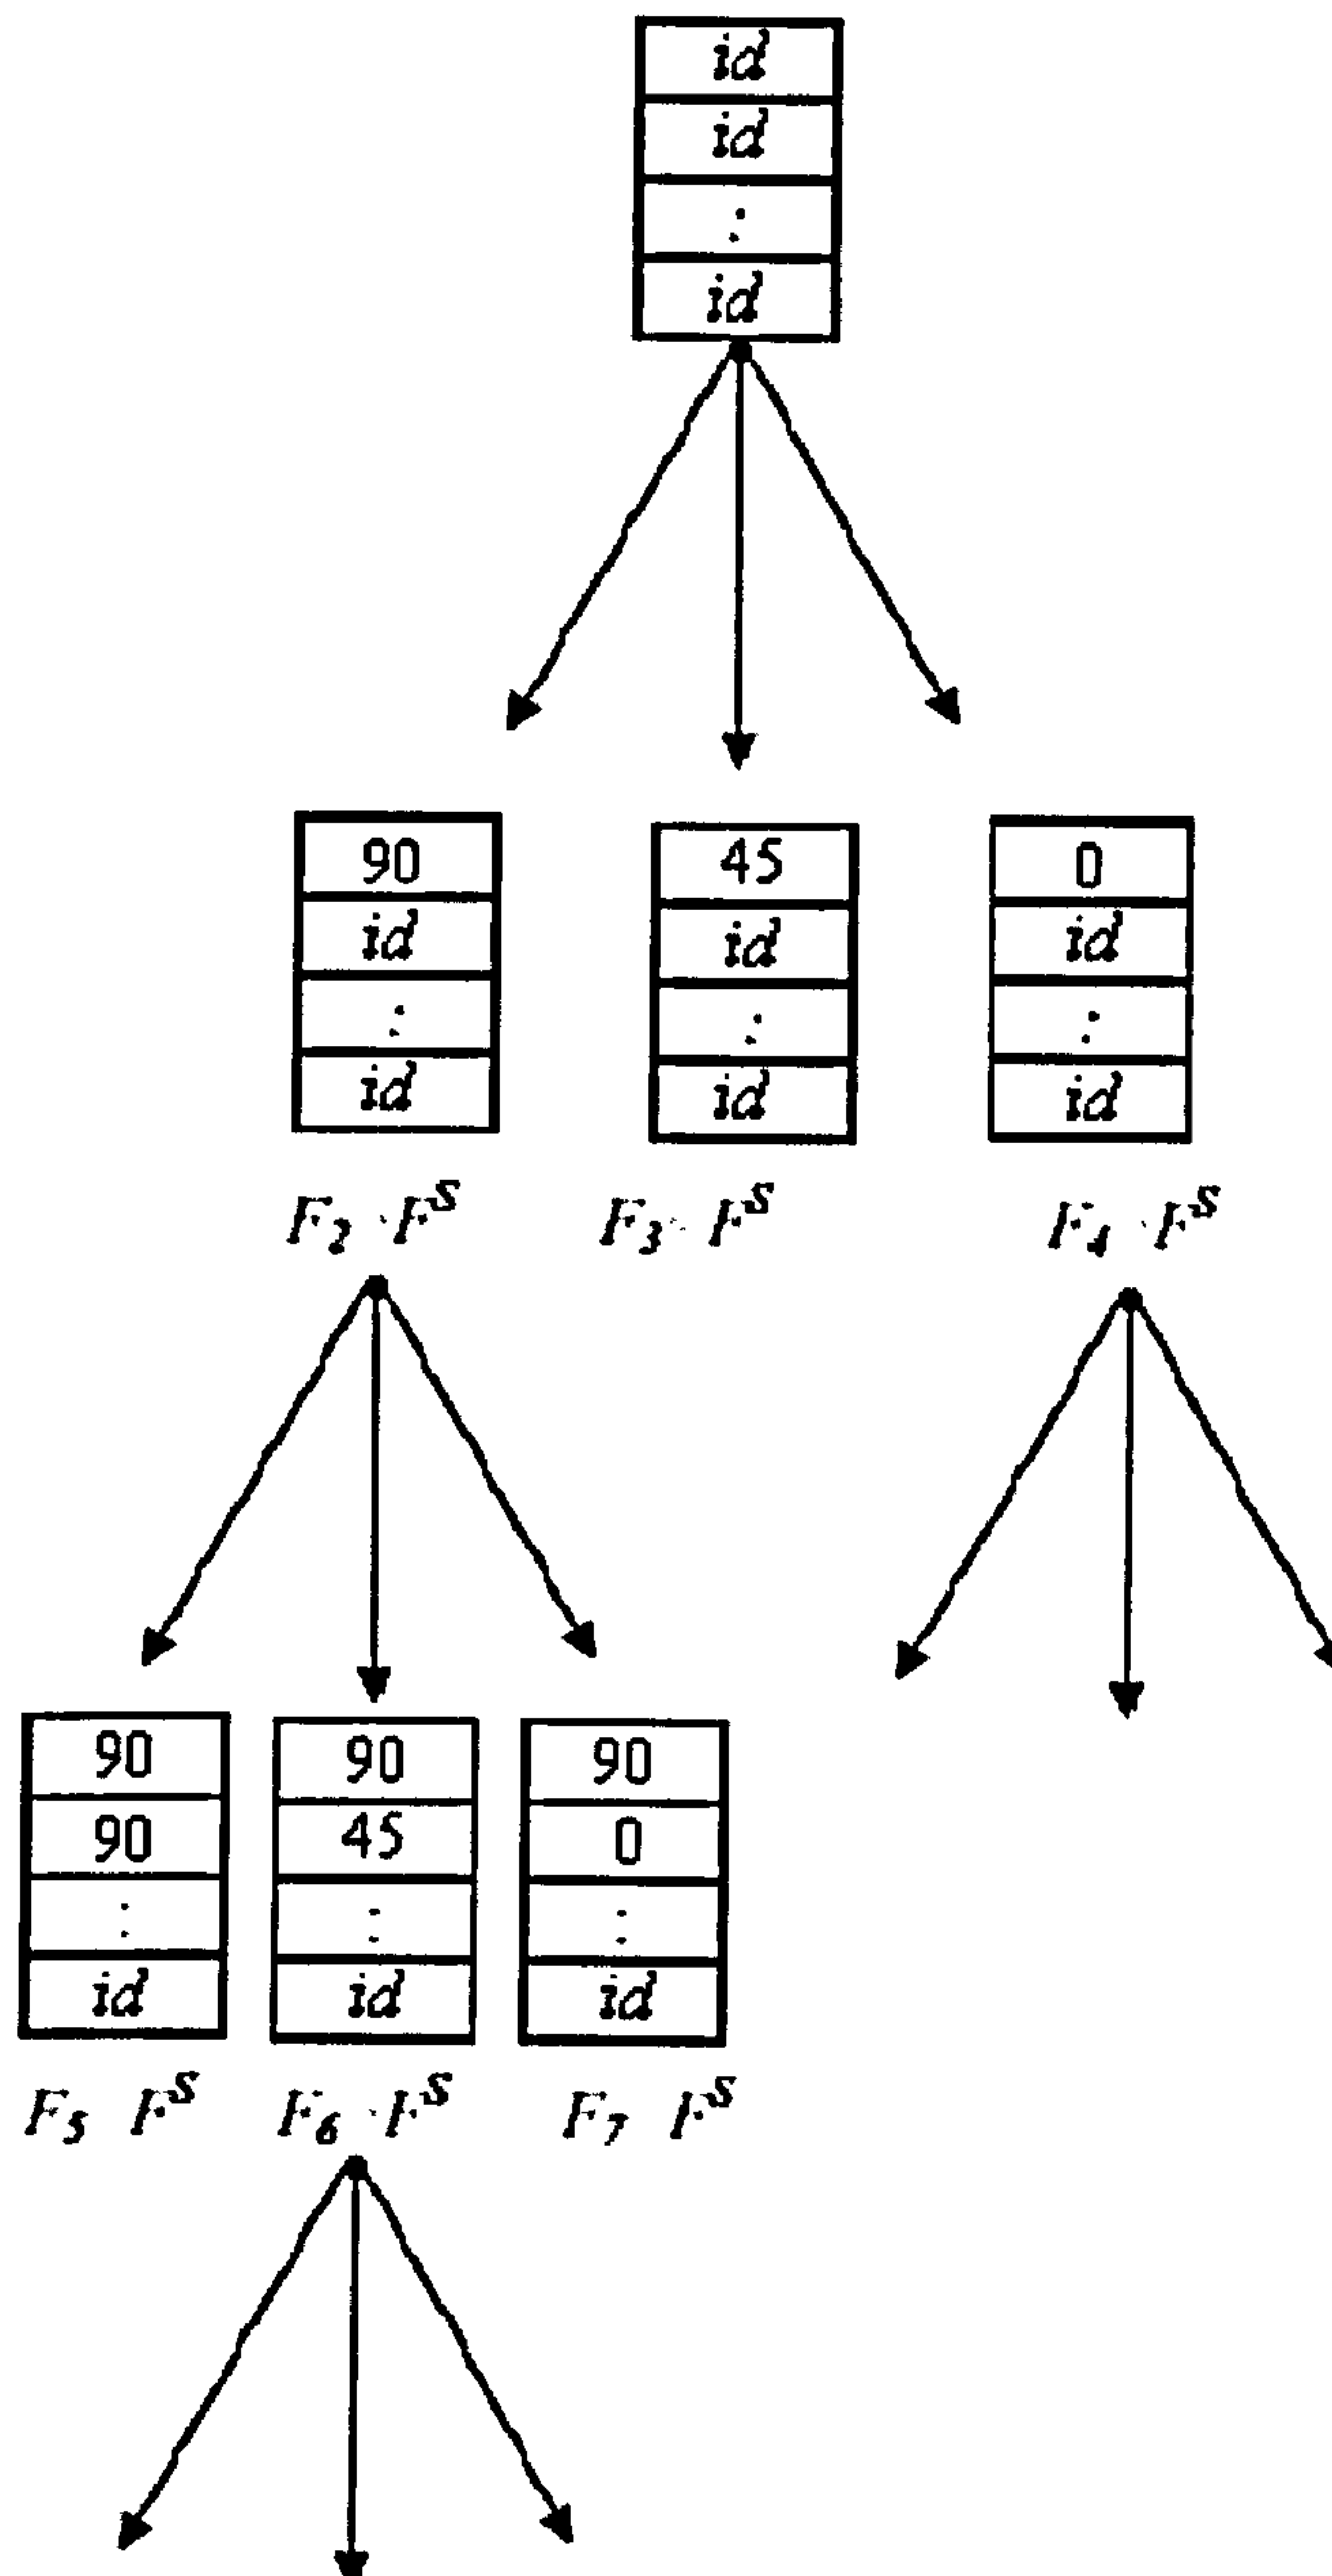 id
id
:
id
90 45 0
id id id
: : :
id id id
F₂ F^S F₃ F^S F₄ F^S
90 90 90
90 45 0
: : :
id id id
F₅ F^S F₆ F^S F₇ F^S